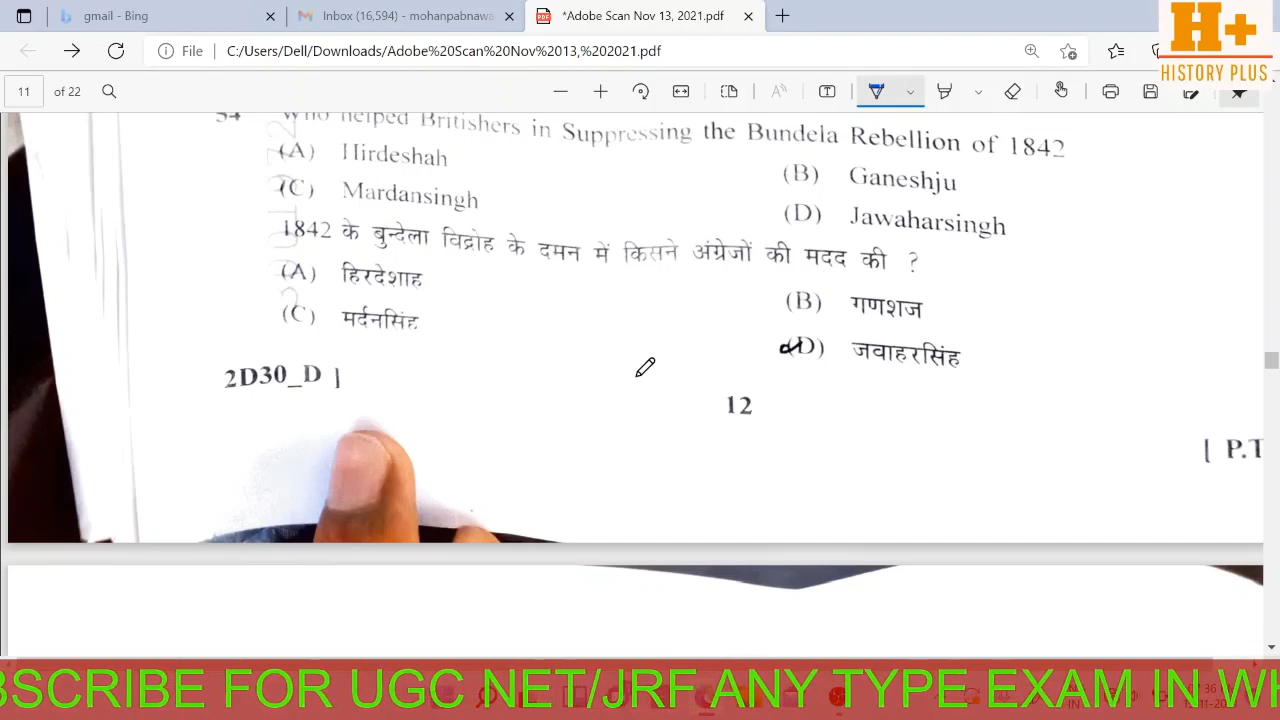 gmail - Bing
Inbox (16,594) - mohanpabnawa
*Adobe Scan Nov 13, 2021.pdf
File
C:/Users/Dell/Downloads/Adobe%20Scan%20Nov%2013,%202021.pdf
H+
HISTORY PLUS
11 of 22
54 Who helped Britishers in Suppressing the Bundela Rebellion of 1842
(A) Hirdeshah
(B) Ganeshju
(C) Mardansingh
(D) Jawaharsingh
1842 के बुन्देला विद्रोह के दमन में किसने अंग्रेजों की मदद की ?
(A) हिरदेशाह
(B) गणशज
(C) मर्दनसिंह
(D) जवाहरसिंह
2D30_D ]
12
[ P.T
BSCRIBE FOR UGC NET/JRF ANY TYPE EXAM IN WH